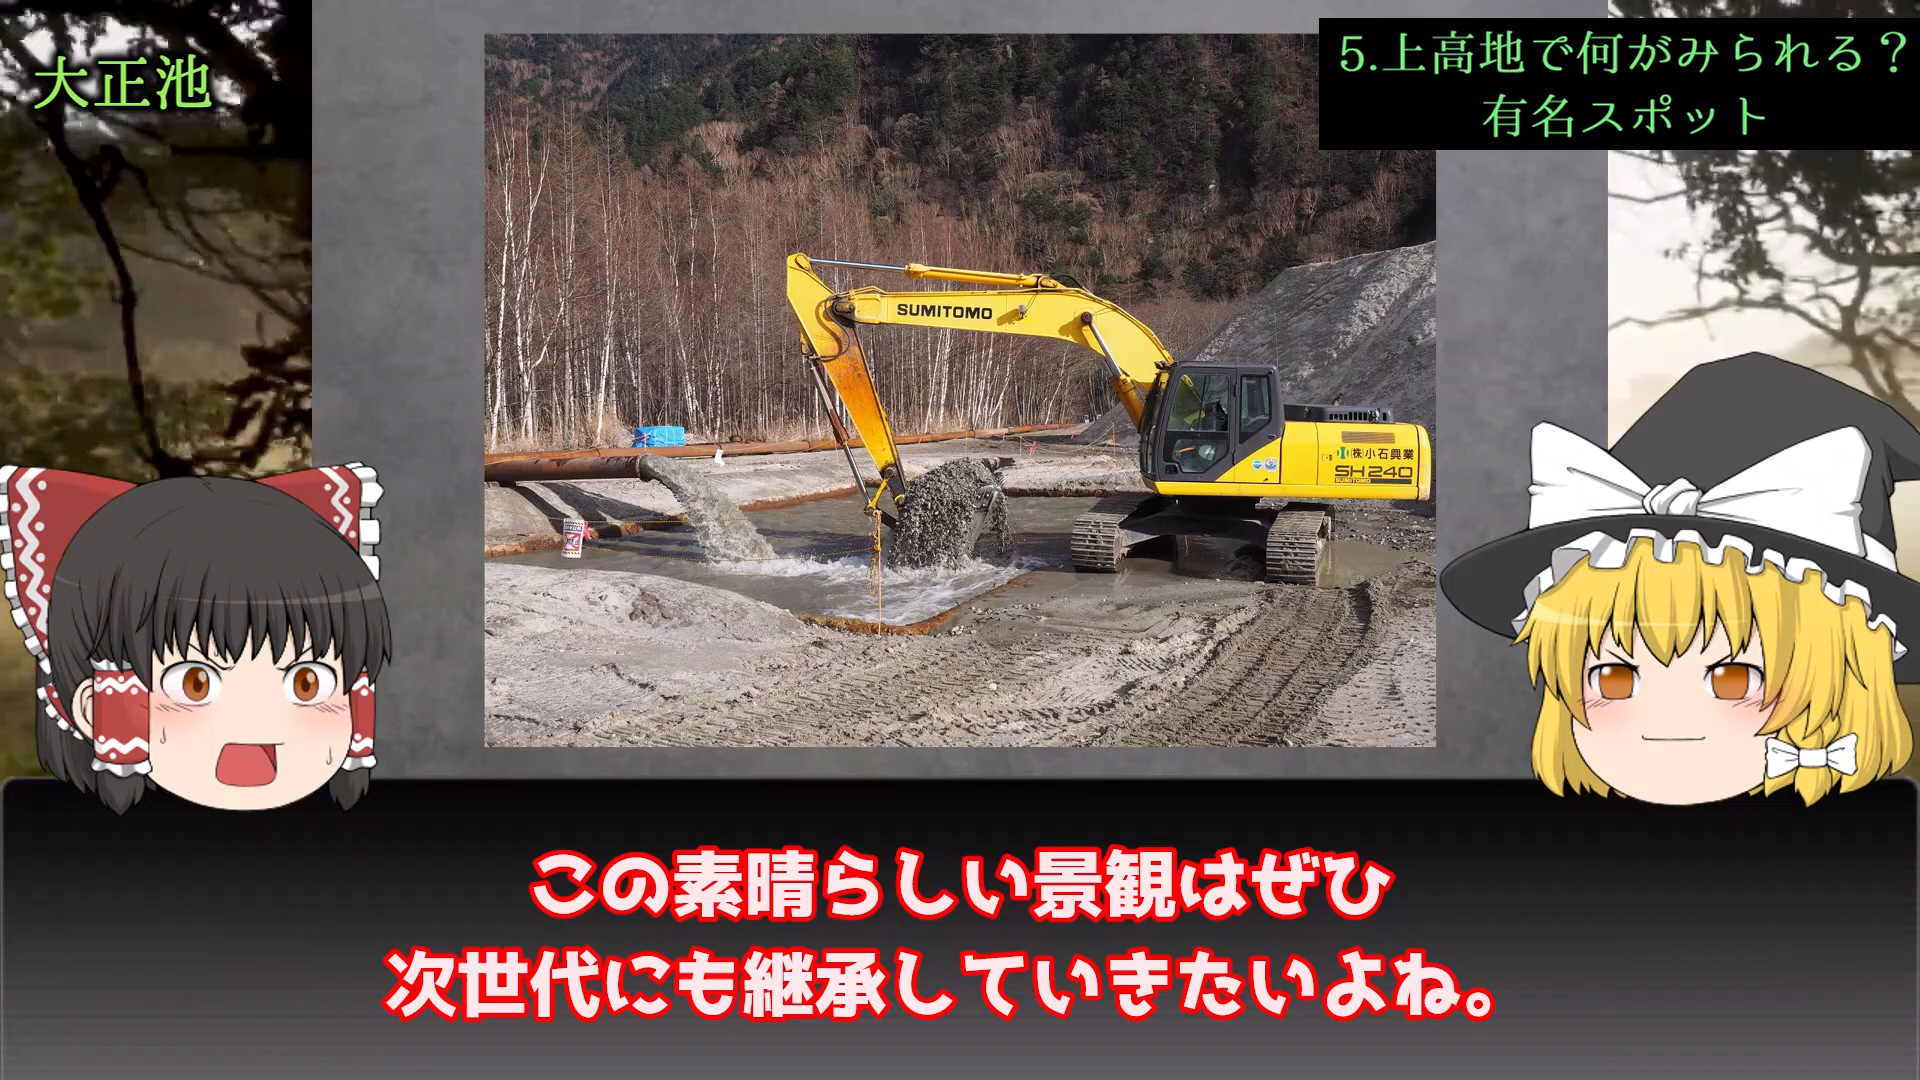 大正池
5.上高地で何がみられる？
有名スポット
SUMITOMO
㈱小石興業
SH240
SUMITOMO
この素晴らしい景観はぜひ
次世代にも継承していきたいよね。